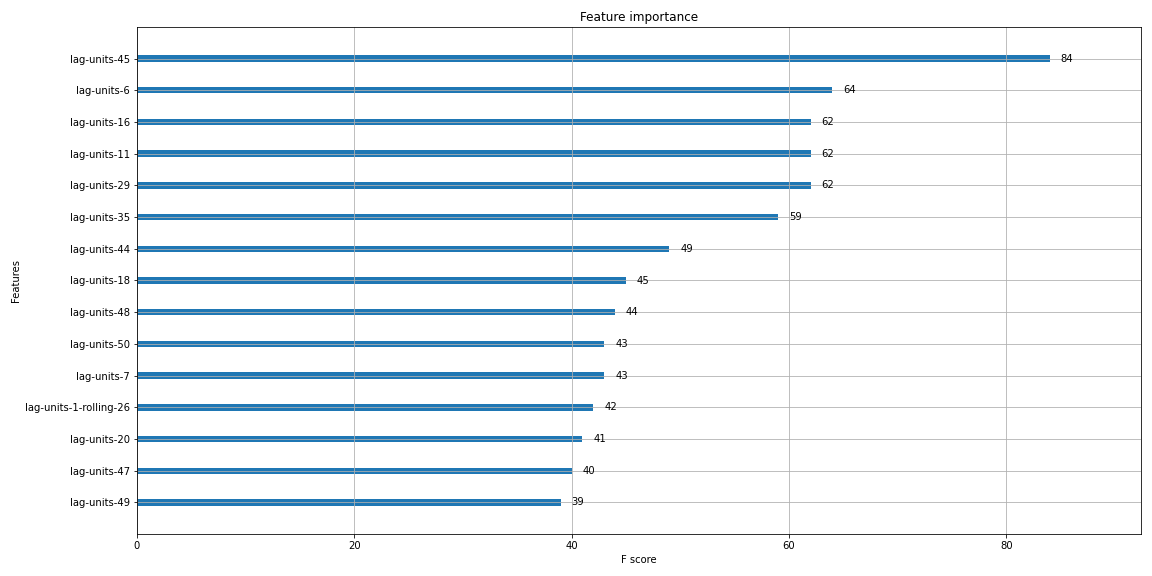 Feature importance
lag-units-45 84
lag-units-6 64
lag-units-16 62
lag-units-11 62
lag-units-29 62
lag-units-35 59
lag-units-44 49
lag-units-18 45
lag-units-48 44
lag-units-50 43
lag-units-7 43
lag-units-1-rolling-26 42
lag-units-20 41
lag-units-47 40
lag-units-49 39
Features
0 20 40 60 80
F score